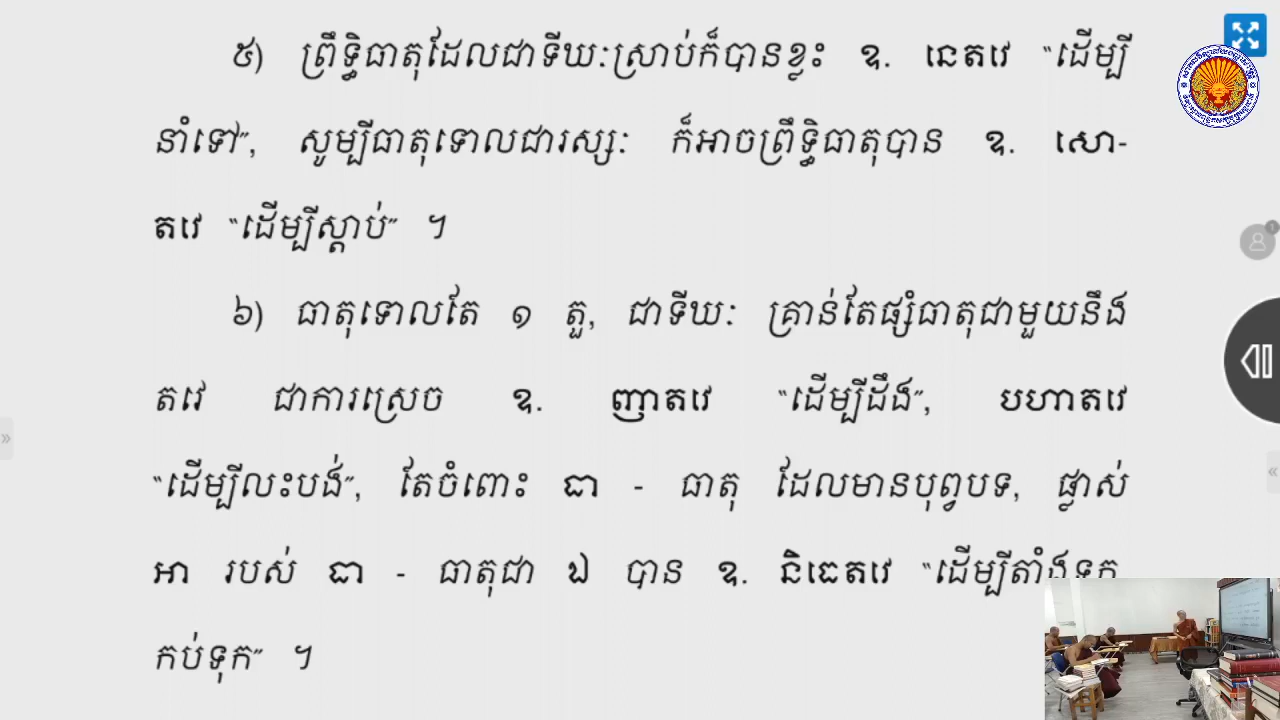 ៥) ព្រឹទ្ធិធាតុដែលជាទីឃៈស្រាប់ក៏បានខ្លះ ឧ. នេតវេ “ដើម្បី
នាំទៅ”, សូម្បីធាតុទោលជារស្សៈ ក៏អាចព្រឹទ្ធិធាតុបាន ឧ. សោ-
តវេ “ដើម្បីស្តាប់” ។
៦) ធាតុទោលតែ ១ តួ, ជាទីឃៈ គ្រាន់តែផ្សំធាតុជាមួយនឹង
តវេ ជាការស្រេច ឧ. ញាតវេ “ដើម្បីដឹង”, បហាតវេ
“ដើម្បីលះបង់”, តែចំពោះ ធា - ធាតុ ដែលមានបុព្វបទ, ផ្លាស់
អា របស់ ធា - ធាតុជា ឯ បាន ឧ. និធេតវេ “ដើម្បីតាំងទុក
កប់ទុក” ។